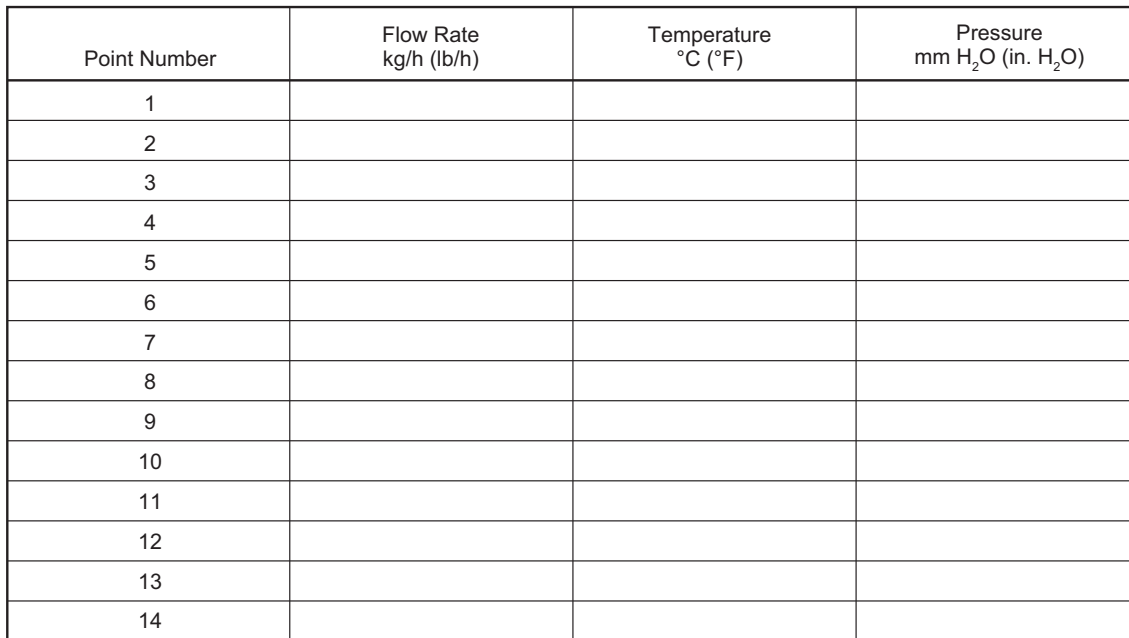 Point Number
Flow Rate
kg/h (lb/h)
Temperature
°C (°F)
Pressure
mm H₂O (in. H₂O)
1
2
3
4
5
6
7
8
9
10
11
12
13
14